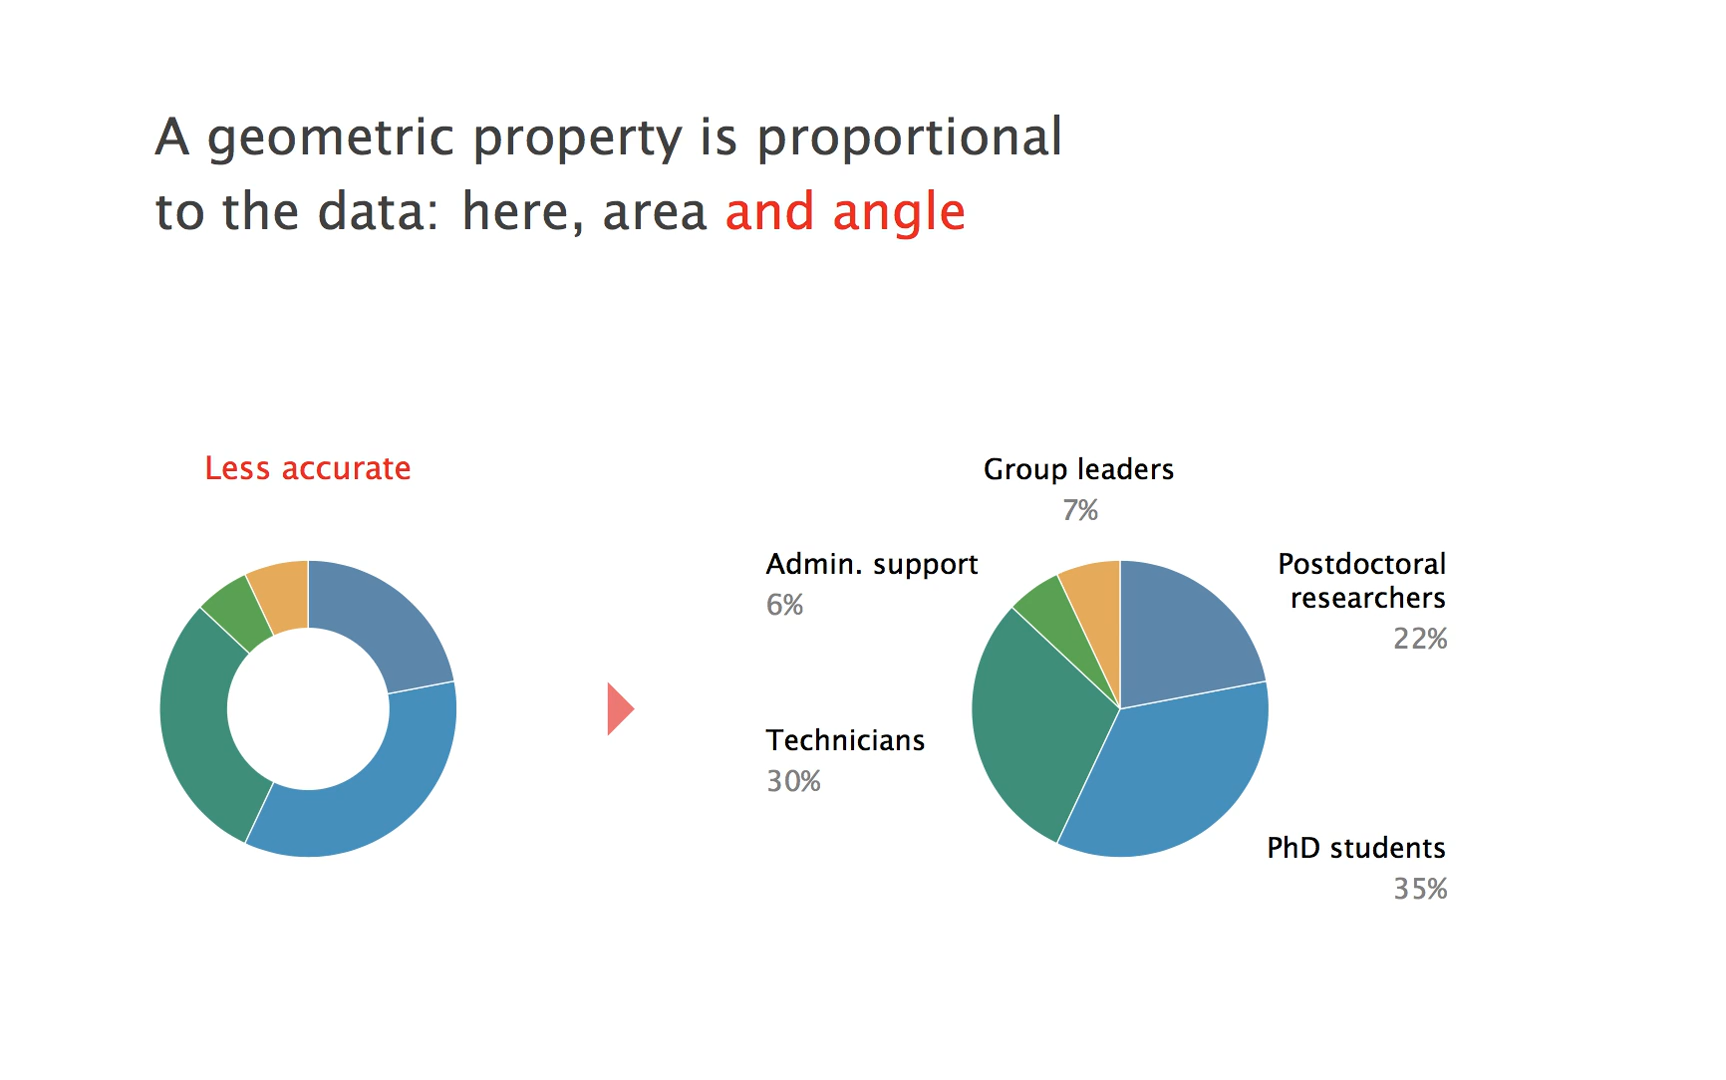 A geometric property is proportional
to the data: here, area and angle
Less accurate
Group leaders
7%
Admin. support
6%
Postdoctoral
researchers
22%
Technicians
30%
PhD students
35%